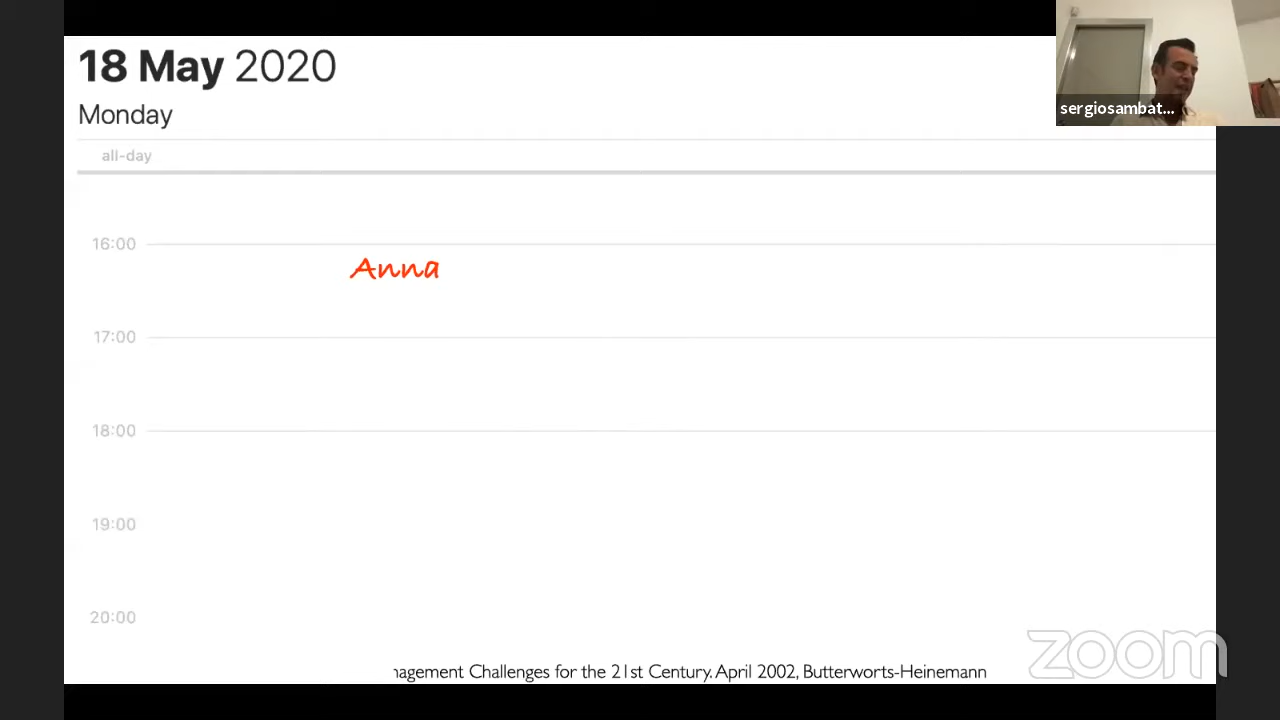 18 May 2020
Monday
all-day
16:00
Anna
17:00
18:00
19:00
20:00
nagement Challenges for the 21st Century. April 2002, Butterworts-Heinemann
sergiosambat...
zoom